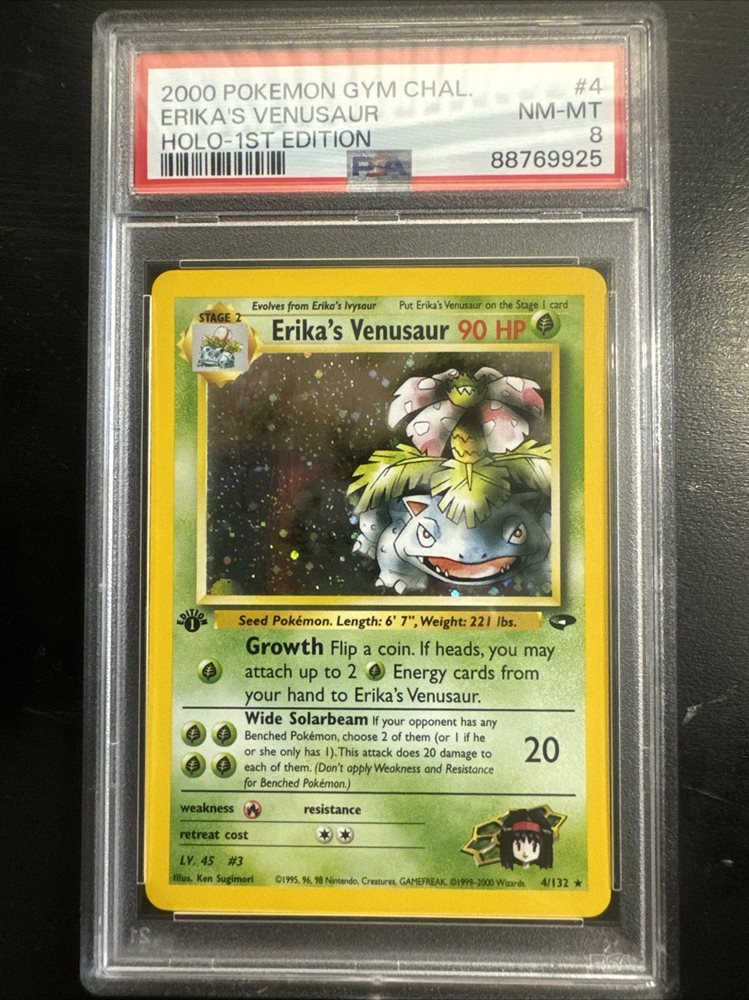 2000 POKEMON GYM CHAL. #4
ERIKA'S VENUSAUR NM-MT
HOLO-1ST EDITION 8
PSA 88769925
Evolves from Erika's Ivysaur Put Erika's Venusaur on the Stage 1 card
STAGE 2
Erika's Venusaur 90 HP
EDITION
1
Seed Pokémon. Length: 6' 7", Weight: 221 lbs.
Growth Flip a coin. If heads, you may
attach up to 2 Energy cards from
your hand to Erika's Venusaur.
Wide Solarbeam If your opponent has any
Benched Pokémon, choose 2 of them (or 1 if he
or she only has 1). This attack does 20 damage to
each of them. (Don't apply Weakness and Resistance
for Benched Pokémon.)
20
weakness resistance
retreat cost
LV. 45 #3
Illus. Ken Sugimori ©1995, 96, 98 Nintendo, Creatures, GAMEFREAK. ©1999-2000 Wizards. 4/132 ★